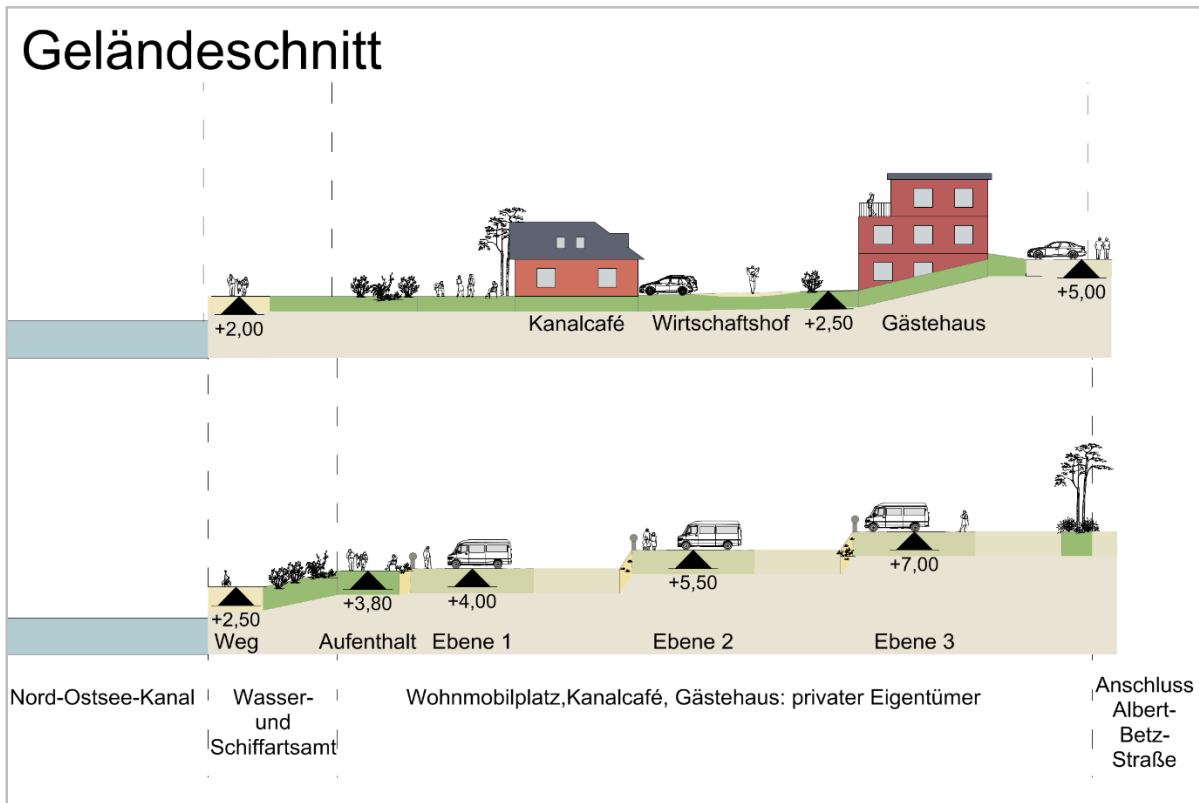 Geländeschnitt
+2,00
Kanalcafé
Wirtschaftshof
+2,50
Gästehaus
+5,00
+2,50
+3,80
+4,00
+5,50
+7,00
Weg
Aufenthalt
Ebene 1
Ebene 2
Ebene 3
Nord-Ostsee-Kanal
Wasser-
und
Schiffartsamt
Wohnmobilplatz,Kanalcafé, Gästehaus: privater Eigentümer
Anschluss
Albert-
Betz-
Straße